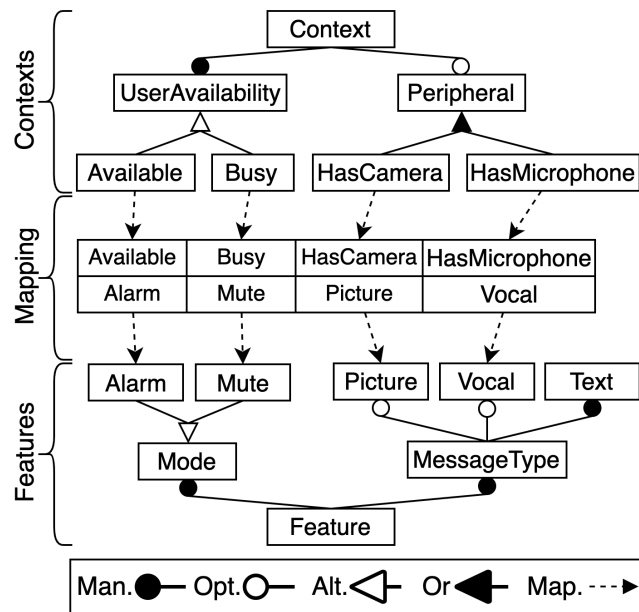 Contexts
Context
UserAvailability Peripheral
Available Busy HasCamera HasMicrophone
Mapping
Available Busy HasCamera HasMicrophone
Alarm Mute Picture Vocal
Features
Alarm Mute Picture Vocal Text
Mode MessageType
Feature
Man. Opt. Alt. Or Map.